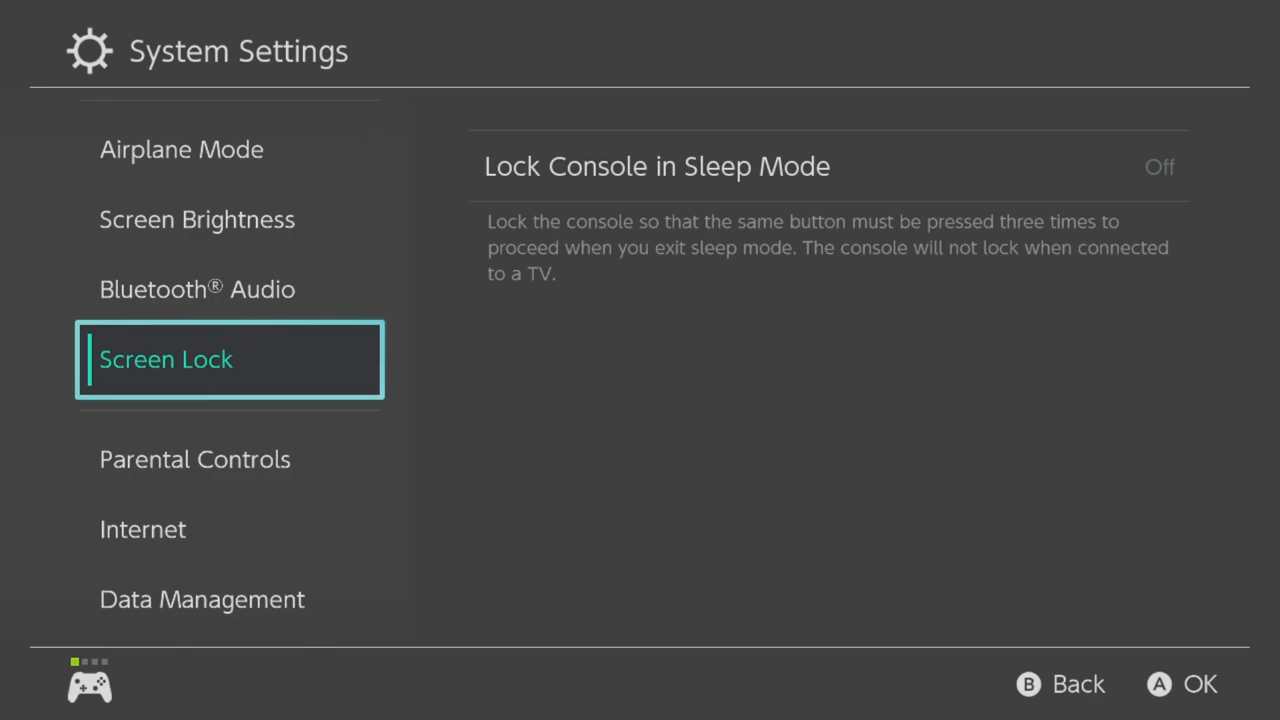 System Settings
Airplane Mode
Screen Brightness
Bluetooth® Audio
Screen Lock
Parental Controls
Internet
Data Management
Lock Console in Sleep Mode Off
Lock the console so that the same button must be pressed three times to
proceed when you exit sleep mode. The console will not lock when connected
to a TV.
B Back A OK